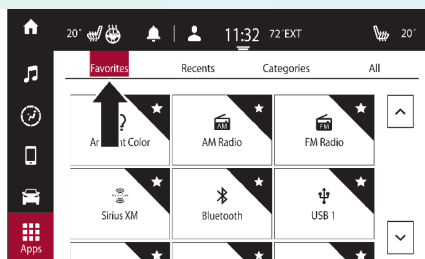 20° 11:32 72°EXT 20°
Favorites Recents Categories All
Color AM Radio FM Radio
Sirius XM Bluetooth USB 1
Apps